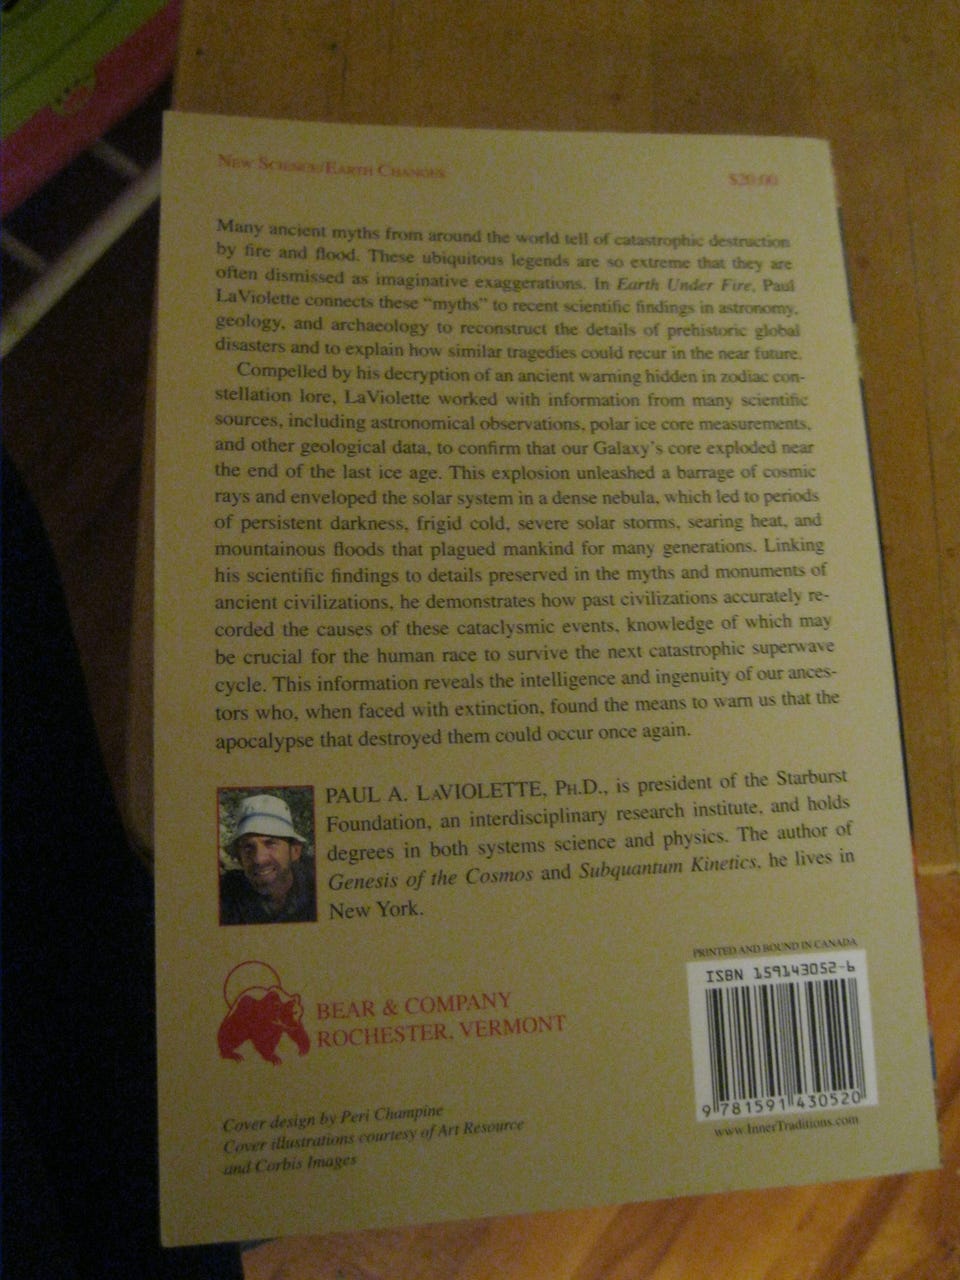 NEW SCIENCE/EARTH CHANGES
$20.00
Many ancient myths from around the world tell of catastrophic destruction
by fire and flood. These ubiquitous legends are so extreme that they are
often dismissed as imaginative exaggerations. In Earth Under Fire, Paul
LaViolette connects these “myths” to recent scientific findings in astronomy,
geology, and archaeology to reconstruct the details of prehistoric global
disasters and to explain how similar tragedies could recur in the near future.
Compelled by his decryption of an ancient warning hidden in zodiac con-
stellation lore, LaViolette worked with information from many scientific
sources, including astronomical observations, polar ice core measurements,
and other geological data, to confirm that our Galaxy’s core exploded near
the end of the last ice age. This explosion unleashed a barrage of cosmic
rays and enveloped the solar system in a dense nebula, which led to periods
of persistent darkness, frigid cold, severe solar storms, searing heat, and
mountainous floods that plagued mankind for many generations. Linking
his scientific findings to details preserved in the myths and monuments of
ancient civilizations, he demonstrates how past civilizations accurately re-
corded the causes of these cataclysmic events, knowledge of which may
be crucial for the human race to survive the next catastrophic superwave
cycle. This information reveals the intelligence and ingenuity of our ances-
tors who, when faced with extinction, found the means to warn us that the
apocalypse that destroyed them could occur once again.
PAUL A. LAVIOLETTE, PH.D., is president of the Starburst
Foundation, an interdisciplinary research institute, and holds
degrees in both systems science and physics. The author of
Genesis of the Cosmos and Subquantum Kinetics, he lives in
New York.
PRINTED AND BOUND IN CANADA
ISBN 159143052-6
9 781591 430520
www.InnerTraditions.com
BEAR & COMPANY
ROCHESTER, VERMONT
Cover design by Peri Champine
Cover illustrations courtesy of Art Resource
and Corbis Images